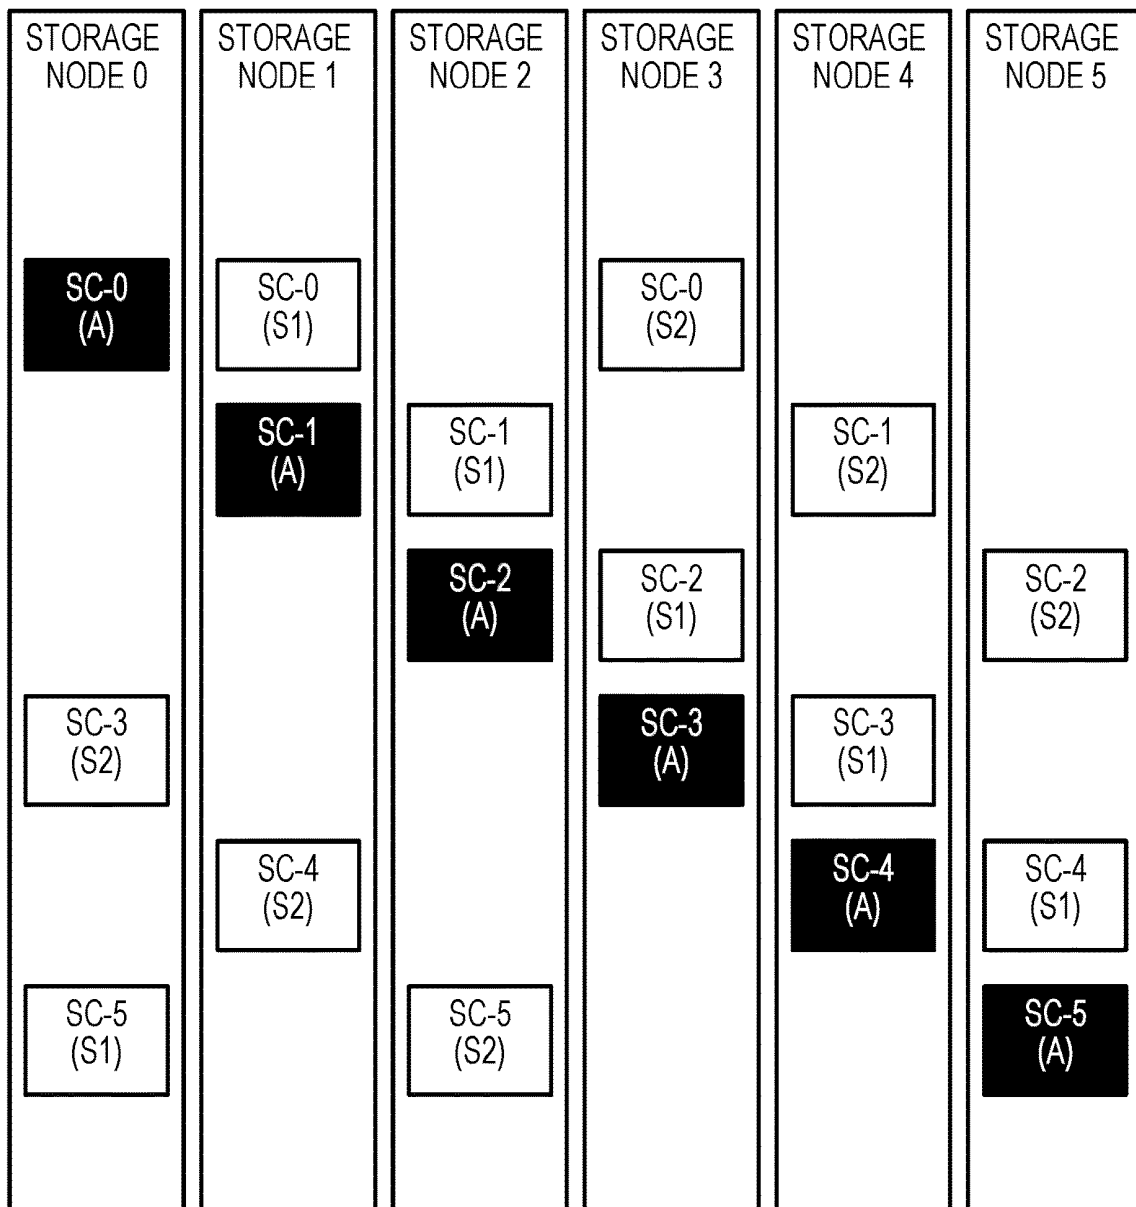 STORAGE
NODE 0
STORAGE
NODE 1
STORAGE
NODE 2
STORAGE
NODE 3
STORAGE
NODE 4
STORAGE
NODE 5
SC-0
(A)
SC-0
(S1)
SC-0
(S2)
SC-1
(A)
SC-1
(S1)
SC-1
(S2)
SC-2
(A)
SC-2
(S1)
SC-2
(S2)
SC-3
(S2)
SC-3
(A)
SC-3
(S1)
SC-4
(S2)
SC-4
(A)
SC-4
(S1)
SC-5
(S1)
SC-5
(S2)
SC-5
(A)